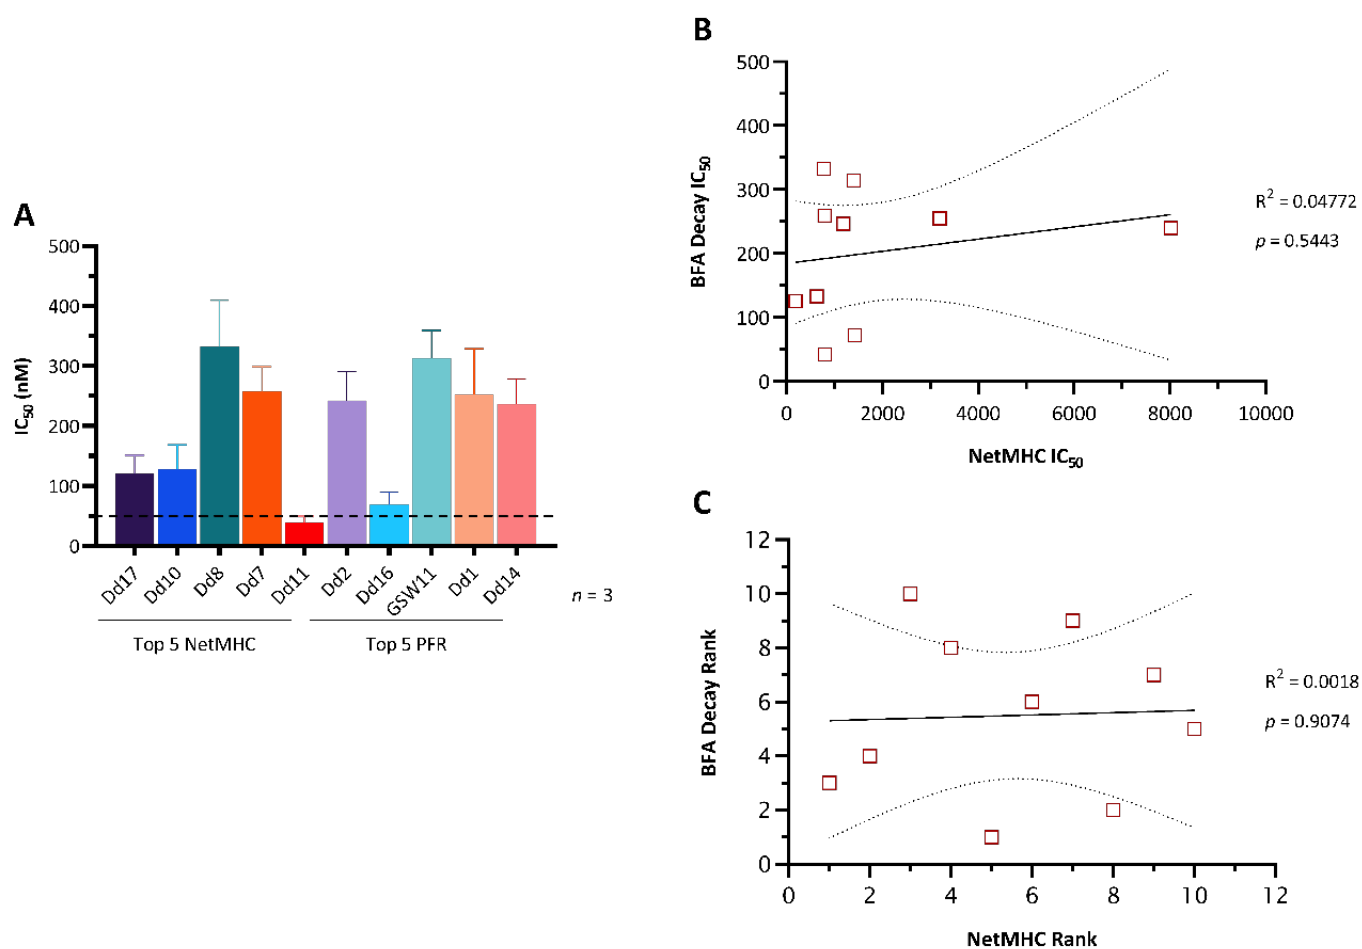 A
500
400
300
200
100
0
IC50 (nM)
Dd17
Dd10
Dd8
Dd7
Dd11
Dd2
Dd16
GSW11
Dd1
Dd14
n = 3
Top 5 NetMHC
Top 5 PFR
B
500
400
300
200
100
0
BFA Decay IC50
0
2000
4000
6000
8000
10000
NetMHC IC50
R2 = 0.04772
p = 0.5443
C
12
10
8
6
4
2
0
BFA Decay Rank
0
2
4
6
8
10
12
NetMHC Rank
R2 = 0.0018
p = 0.9074